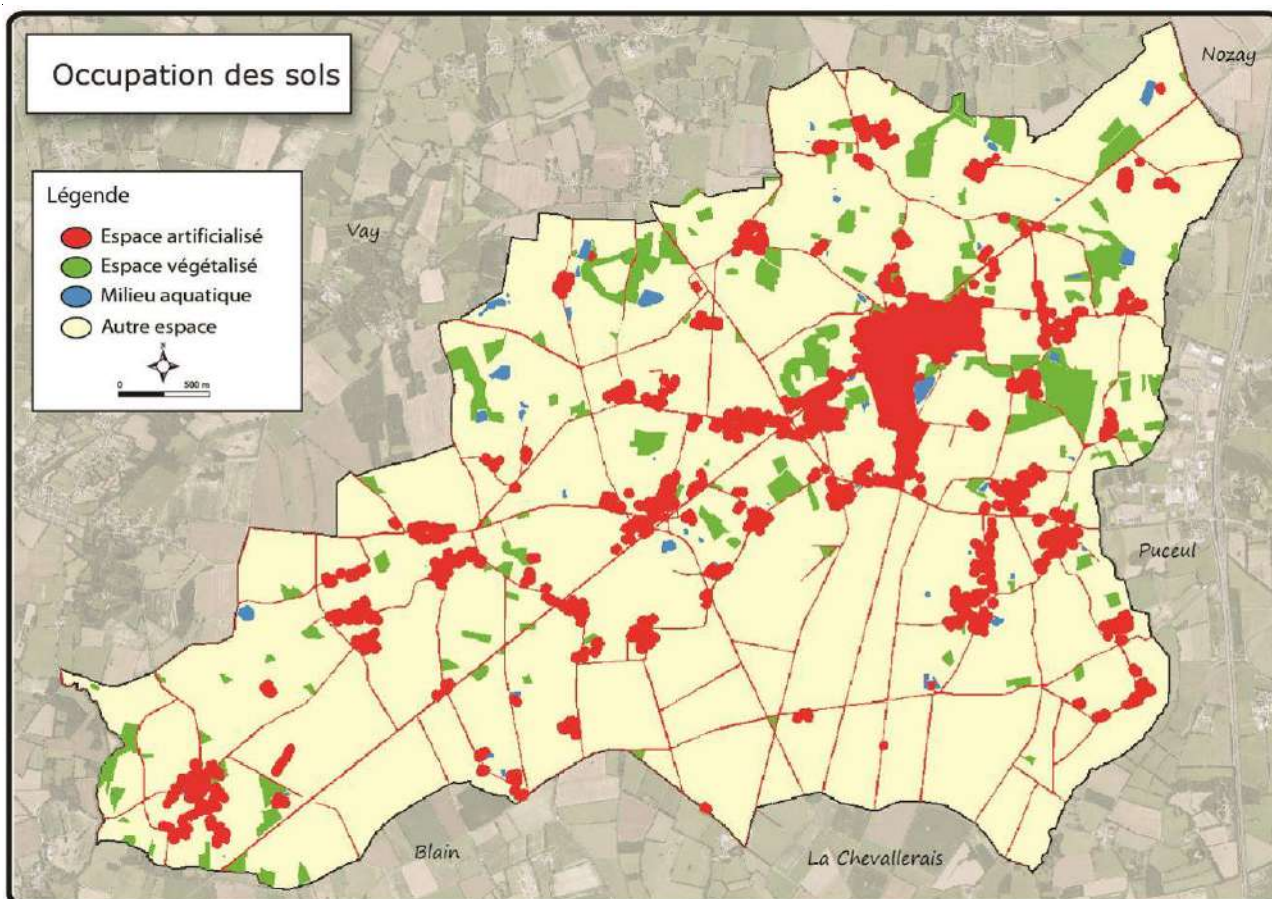 Occupation des sols
Nozay
Légende
Espace artificialisé
Espace végétalisé
Milieu aquatique
Autre espace
N
0 500 m
Vay
Puceul
Blain
La Chevallerais